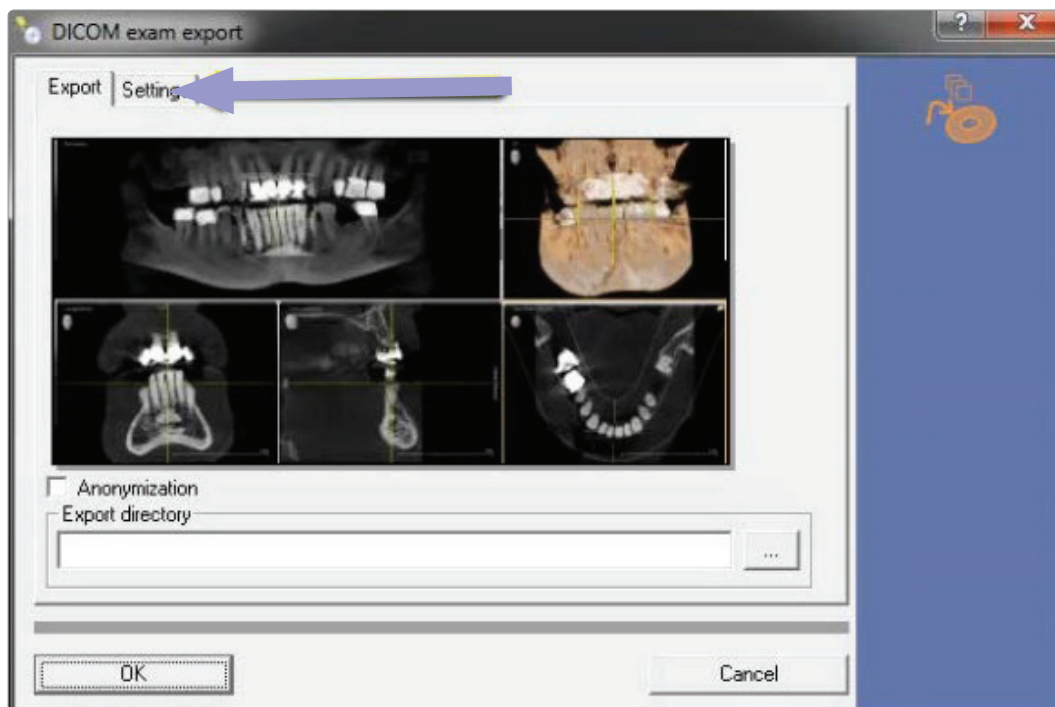 DICOM exam export
Export
Setting
Anonymization
Export directory
...
OK
Cancel